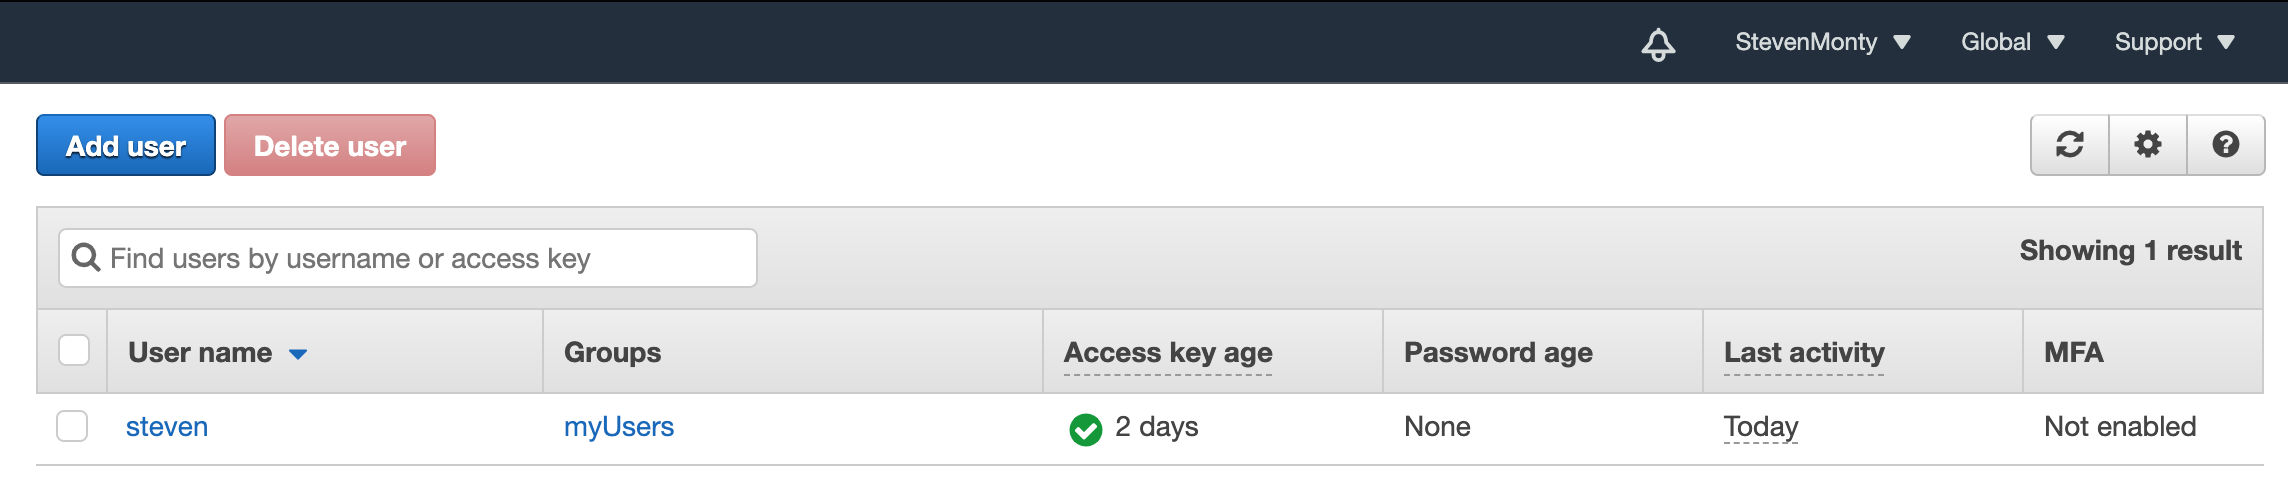 StevenMonty Global Support
Add user Delete user
Find users by username or access key Showing 1 result
User name Groups Access key age Password age Last activity MFA
steven myUsers 2 days None Today Not enabled